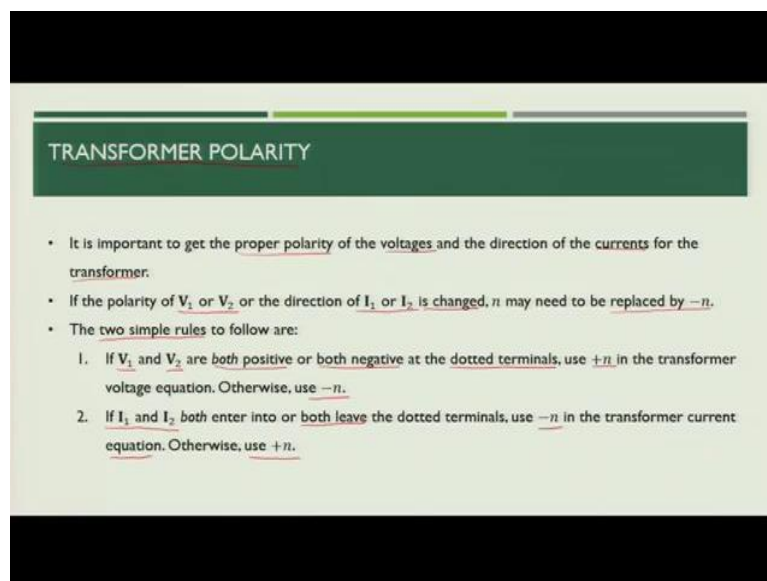 TRANSFORMER POLARITY
• It is important to get the proper polarity of the voltages and the direction of the currents for the
transformer.
• If the polarity of V₁ or V₂ or the direction of I₁ or I₂ is changed, n may need to be replaced by −n.
• The two simple rules to follow are:
1. If V₁ and V₂ are both positive or both negative at the dotted terminals, use +n in the transformer
voltage equation. Otherwise, use −n.
2. If I₁ and I₂ both enter into or both leave the dotted terminals, use −n in the transformer current
equation. Otherwise, use +n.